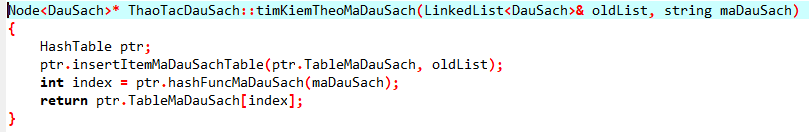 Node<DauSach>* ThaoTacDauSach::timKiemTheoMaDauSach(LinkedList<DauSach>& oldList, string maDauSach)
{
    HashTable ptr;
    ptr.insertItemMaDauSachTable(ptr.TableMaDauSach, oldList);
    int index = ptr.hashFuncMaDauSach(maDauSach);
    return ptr.TableMaDauSach[index];
}